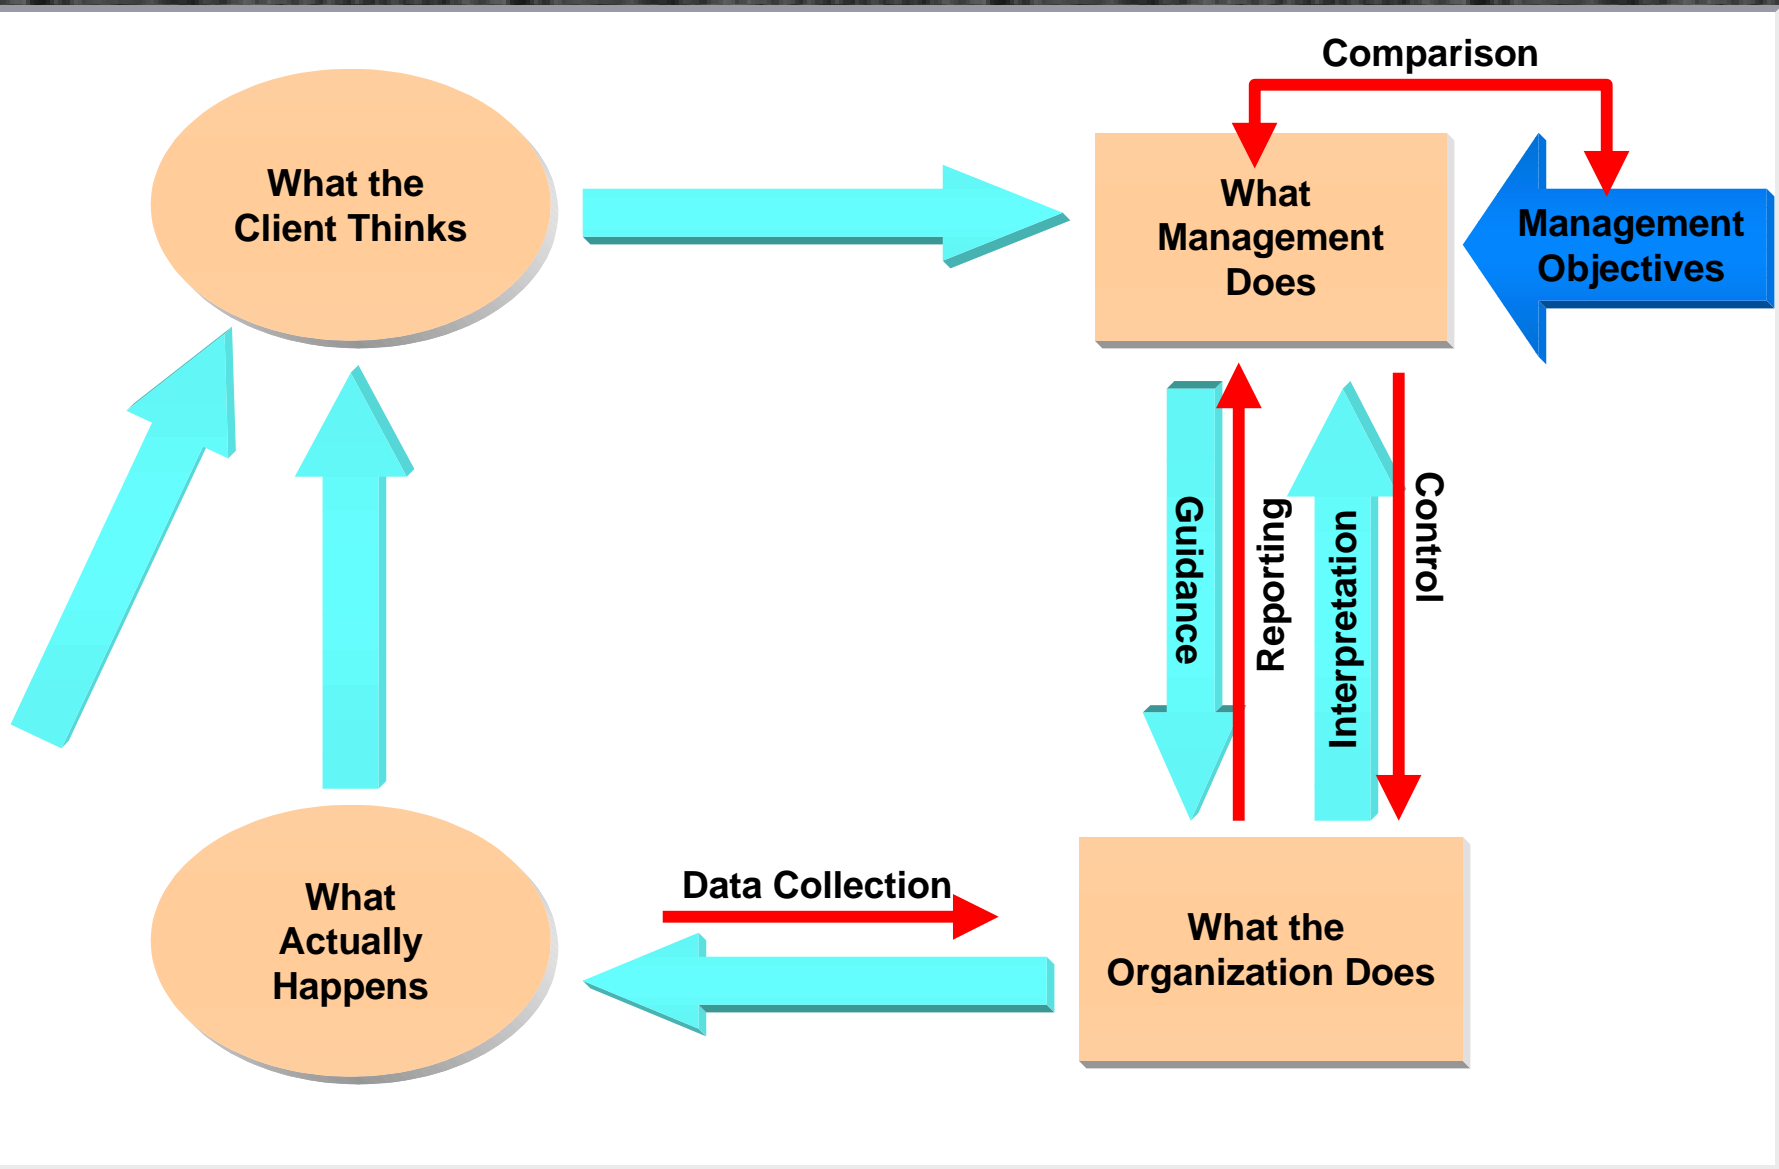 Comparison
What the
Client Thinks
What
Management
Does
Management
Objectives
Guidance
Reporting
Interpretation
Control
What
Actually
Happens
Data Collection
What the
Organization Does